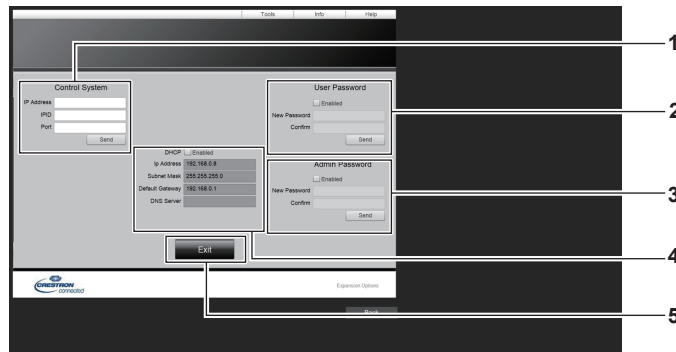 Tools Info Help
1
Control System
IP Address
IPID
Port
Send
User Password
Enabled
New Password
Confirm
Send
2
DHCP Enabled
Ip Address 192.168.0.8
Subnet Mask 255.255.255.0
Default Gateway 192.168.0.1
DNS Server
Admin Password
Enabled
New Password
Confirm
Send
3
Exit
4
CRESTRON
connected
Expansion Options
Back
5